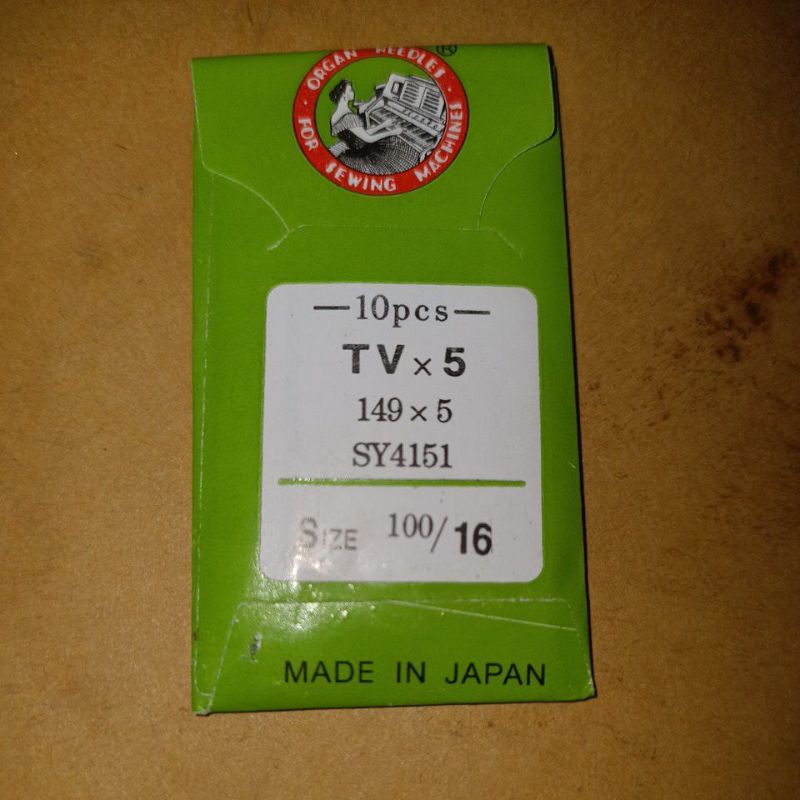 ORGAN NEEDLES ®
FOR SEWING MACHINES
—10pcs—
TV×5
149×5
SY4151
SIZE 100/16
MADE IN JAPAN